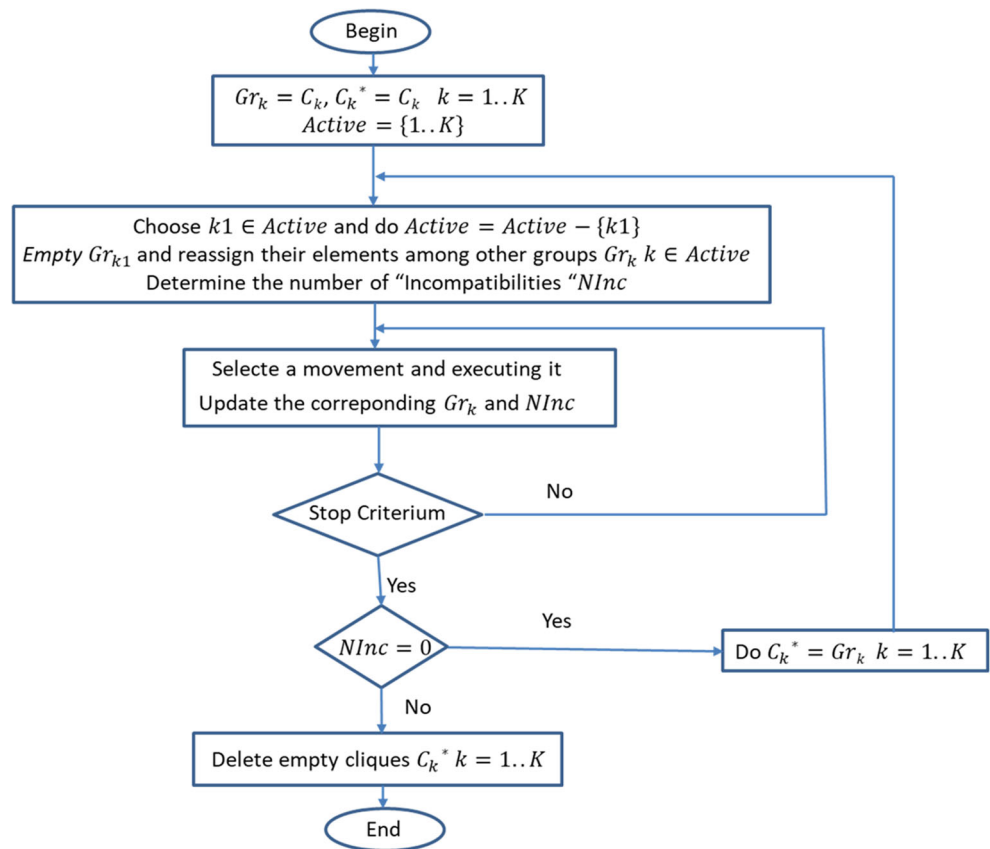 Begin
Gr_k = C_k, C_k^* = C_k  k = 1..K
Active = {1..K}
Choose k1 ∈ Active and do Active = Active − {k1}
Empty Gr_{k1} and reassign their elements among other groups Gr_k k ∈ Active
Determine the number of “Incompatibilities “NInc
Selecte a movement and executing it
Update the correponding Gr_k and NInc
Stop Criterium
No
Yes
NInc = 0
Yes
Do C_k^* = Gr_k  k = 1..K
No
Delete empty cliques C_k^* k = 1..K
End